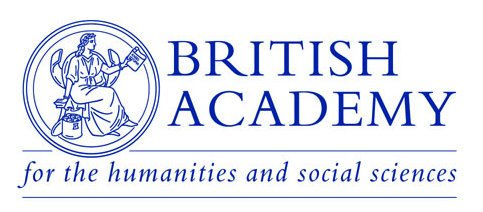 BRITISH
ACADEMY
for the humanities and social sciences